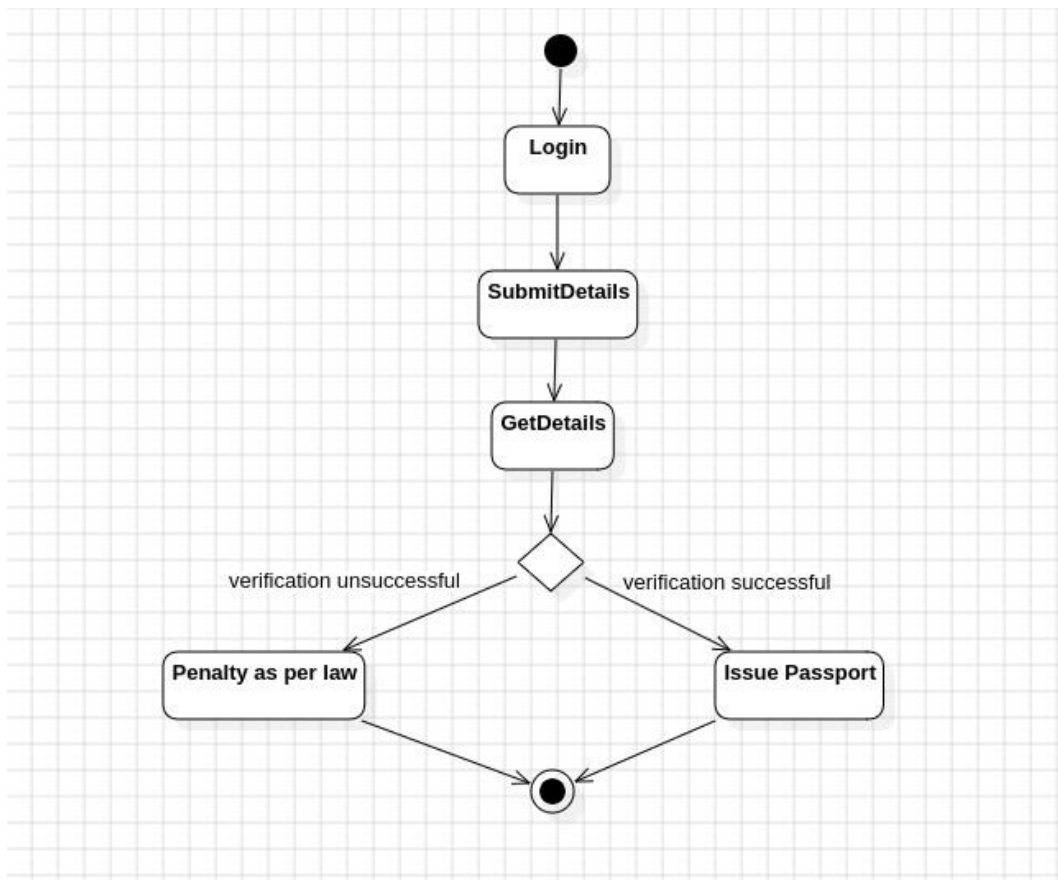 Login
SubmitDetails
GetDetails
verification unsuccessful
verification successful
Penalty as per law
Issue Passport